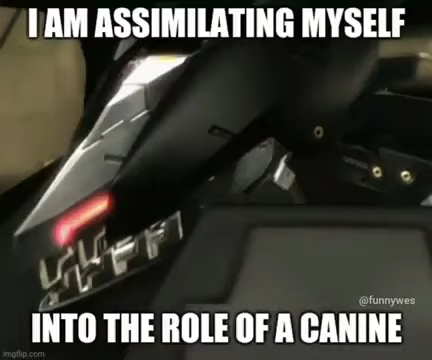 I AM ASSIMILATING MYSELF
@funnywes
INTO THE ROLE OF A CANINE
imgflip.com